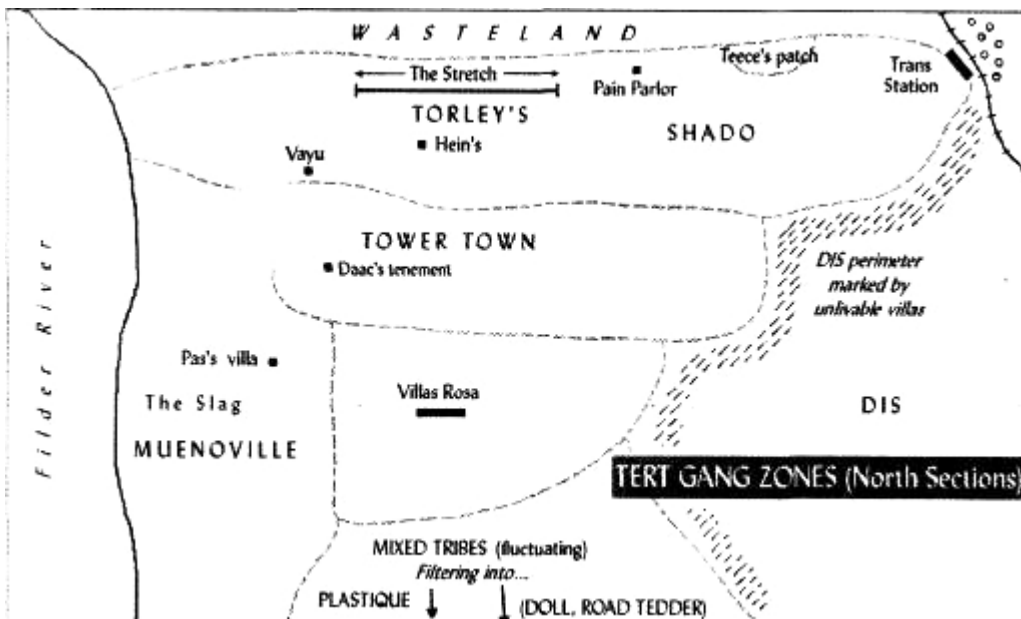 WASTELAND
The Stretch
Teece's patch
Trans
Station
Pain Parlor
TORLEY'S
SHADO
Hein's
Vayu
TOWER TOWN
Daac's tenement
DIS perimeter
marked by
unlivable villas
Filder River
Pas's villa
Villas Rosa
The Slag
DIS
MUENOVILLE
TERT GANG ZONES (North Sections)
MIXED TRIBES (fluctuating)
Filtering into...
PLASTIQUE
(DOLL, ROAD TEDDER)